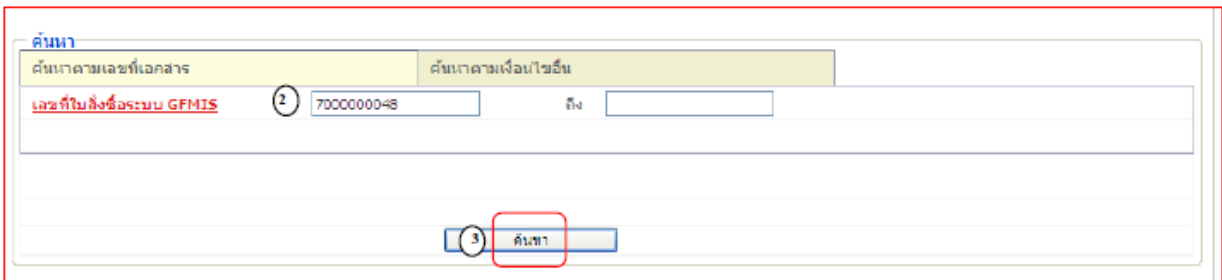 ค้นหา
ค้นหาตามเลขที่เอกสาร ค้นหาตามเงื่อนไขอื่น
เลขที่ใบสั่งซื้อระบบ GFMIS 2 7000000048 ถึง
3 ค้นหา